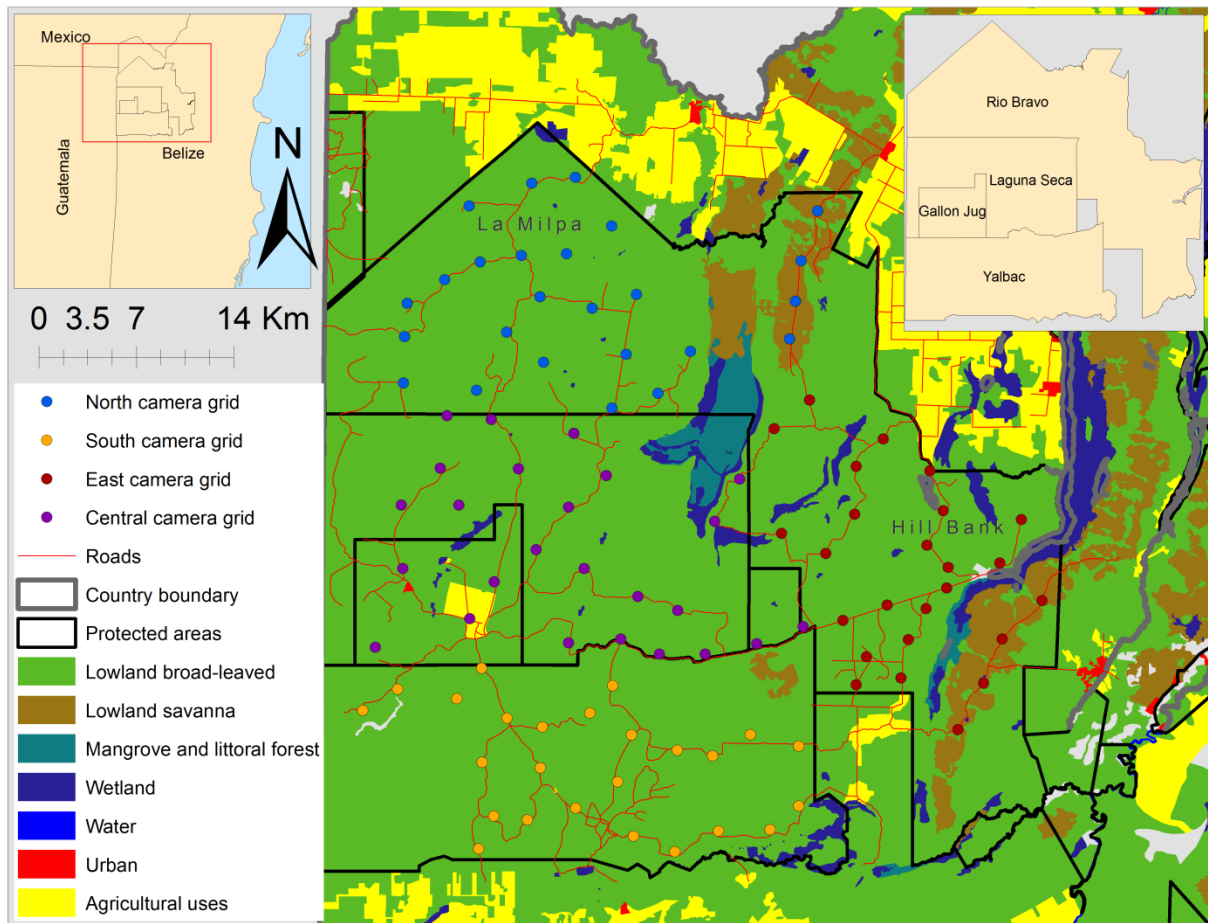 Mexico
Guatemala
Belize
N
0 3.5 7 14 Km
North camera grid
South camera grid
East camera grid
Central camera grid
Roads
Country boundary
Protected areas
Lowland broad-leaved
Lowland savanna
Mangrove and littoral forest
Wetland
Water
Urban
Agricultural uses
La Milpa
Hill Bank
Rio Bravo
Laguna Seca
Gallon Jug
Yalbac